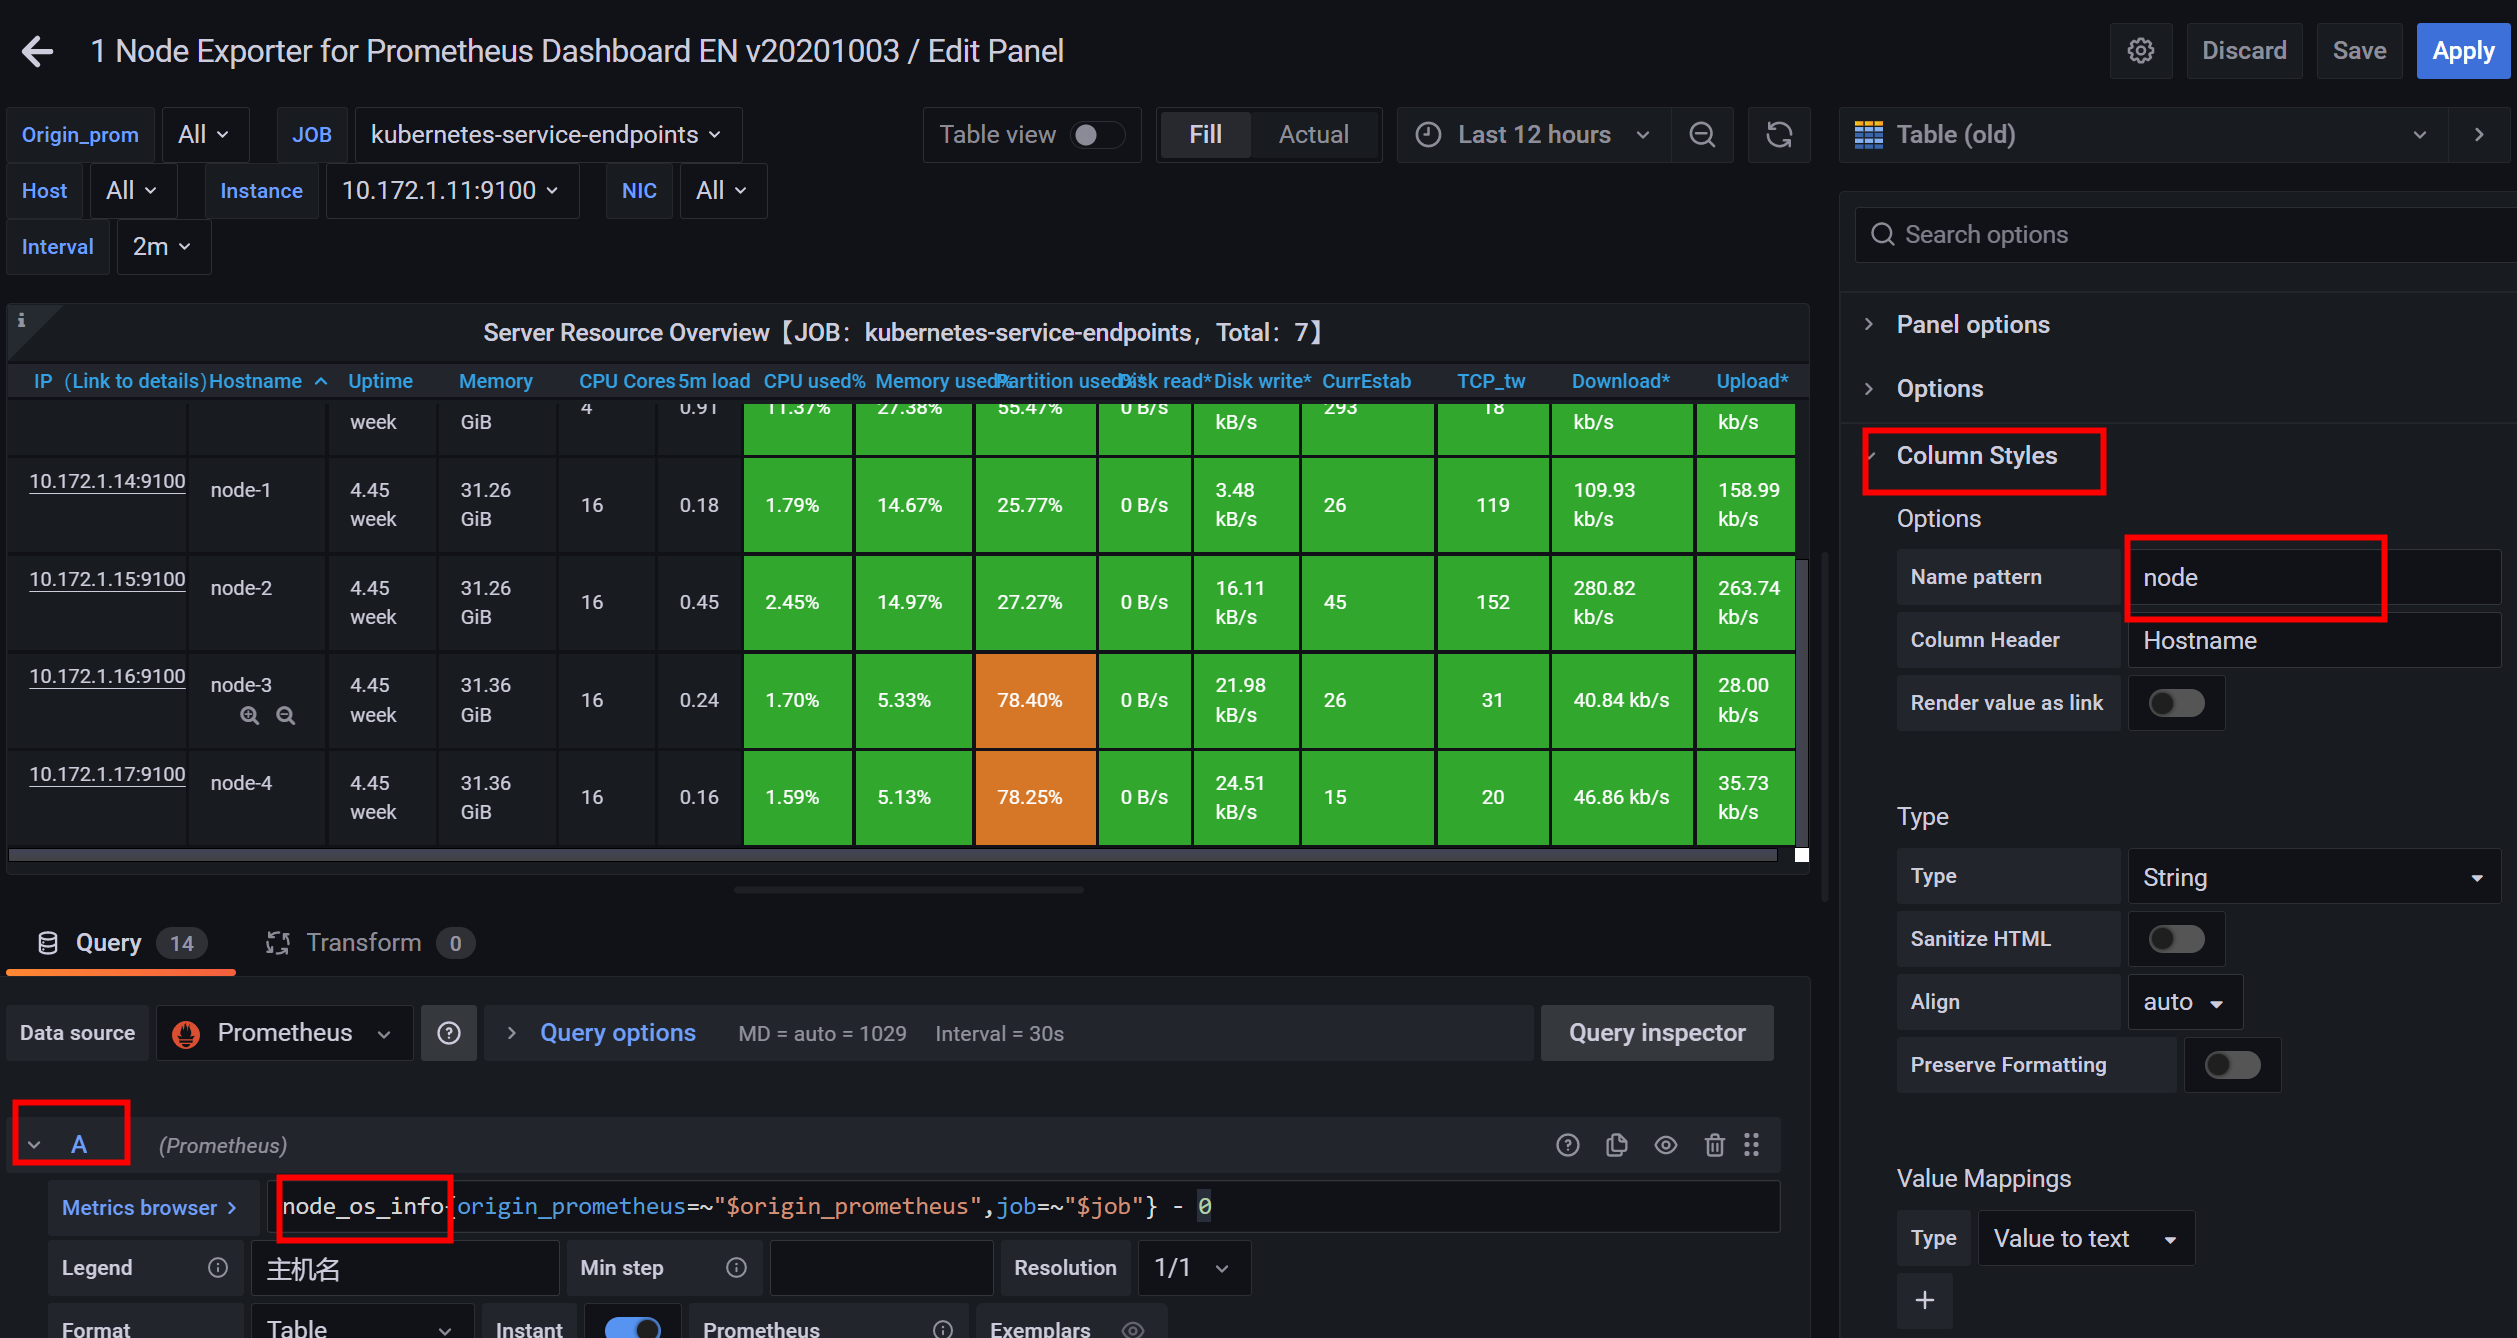 1 Node Exporter for Prometheus Dashboard EN v20201003 / Edit Panel
Discard
Save
Apply
Origin_prom
All
JOB
kubernetes-service-endpoints
Table view
Fill
Actual
Last 12 hours
Table (old)
Host
All
Instance
10.172.1.11:9100
NIC
All
Interval
2m
Search options
Server Resource Overview【JOB：kubernetes-service-endpoints，Total：7】
IP（Link to details）
Hostname
Uptime
Memory
CPU Cores
5m load
CPU used%
Memory used%
Partition used%*
Disk read*
Disk write*
CurrEstab
TCP_tw
Download*
Upload*
week GiB 4 0.91 11.37% 27.38% 55.47% 0 B/s kB/s 293 18 kb/s kb/s
10.172.1.14:9100 node-1 4.45 week 31.26 GiB 16 0.18 1.79% 14.67% 25.77% 0 B/s 3.48 kB/s 26 119 109.93 kb/s 158.99 kb/s
10.172.1.15:9100 node-2 4.45 week 31.26 GiB 16 0.45 2.45% 14.97% 27.27% 0 B/s 16.11 kB/s 45 152 280.82 kb/s 263.74 kb/s
10.172.1.16:9100 node-3 4.45 week 31.36 GiB 16 0.24 1.70% 5.33% 78.40% 0 B/s 21.98 kB/s 26 31 40.84 kb/s 28.00 kb/s
10.172.1.17:9100 node-4 4.45 week 31.36 GiB 16 0.16 1.59% 5.13% 78.25% 0 B/s 24.51 kB/s 15 20 46.86 kb/s 35.73 kb/s
Panel options
Options
Column Styles
Options
Name pattern
node
Column Header
Hostname
Render value as link
Type
Type
String
Sanitize HTML
Align
auto
Preserve Formatting
Value Mappings
Type
Value to text
Query 14
Transform 0
Data source
Prometheus
Query options
MD = auto = 1029
Interval = 30s
Query inspector
A
(Prometheus)
Metrics browser
node_os_info{origin_prometheus=~"$origin_prometheus",job=~"$job"} - 0
Legend
主机名
Min step
Resolution
1/1
Format
Table
Instant
Prometheus
Exemplars